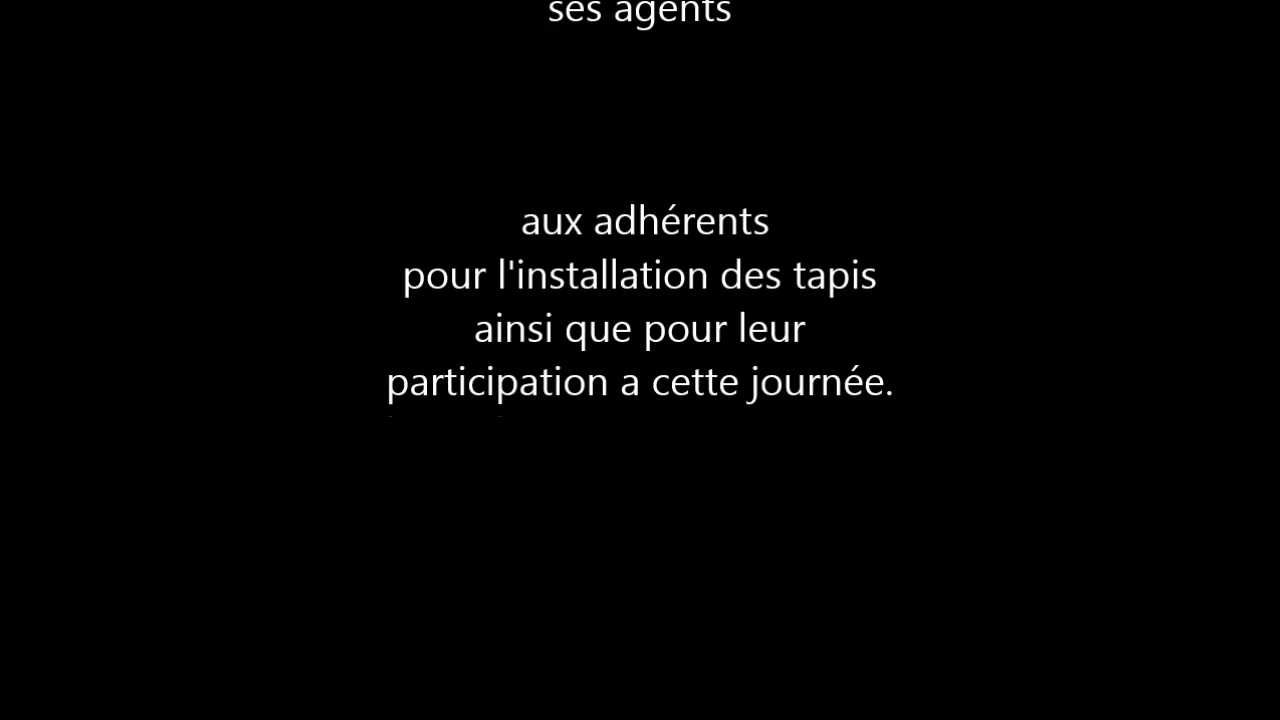 ses agents
aux adhérents
pour l'installation des tapis
ainsi que pour leur
participation a cette journée.